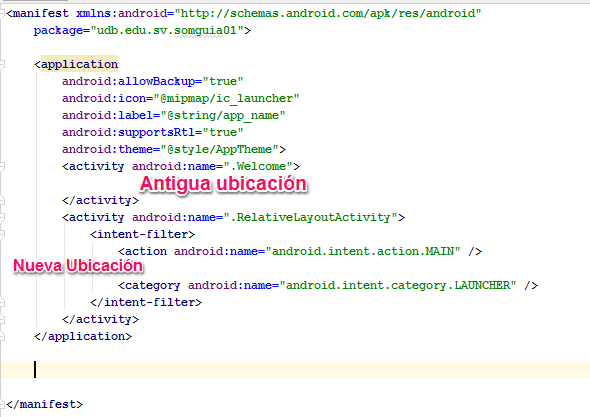 <manifest xmlns:android="http://schemas.android.com/apk/res/android"
package="udb.edu.sv.somguia01">
<application
android:allowBackup="true"
android:icon="@mipmap/ic_launcher"
android:label="@string/app_name"
android:supportsRtl="true"
android:theme="@style/AppTheme">
<activity android:name=".Welcome">
Antigua ubicación
</activity>
<activity android:name=".RelativeLayoutActivity">
<intent-filter>
<action android:name="android.intent.action.MAIN" />
Nueva Ubicación
<category android:name="android.intent.category.LAUNCHER" />
</intent-filter>
</activity>
</application>
</manifest>